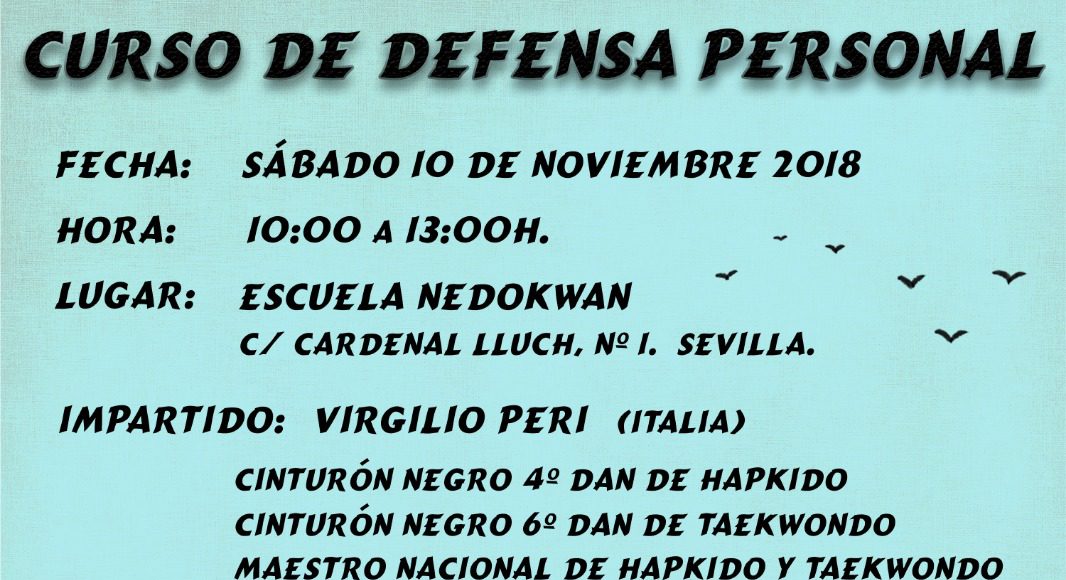 CURSO DE DEFENSA PERSONAL
FECHA: SÁBADO 10 DE NOVIEMBRE 2018
HORA: 10:00 A 13:00H.
LUGAR: ESCUELA NEDOKWAN
C/ CARDENAL LLUCH, Nº 1. SEVILLA.
IMPARTIDO: VIRGILIO PERI (ITALIA)
CINTURÓN NEGRO 4º DAN DE HAPKIDO
CINTURÓN NEGRO 6º DAN DE TAEKWONDO
MAESTRO NACIONAL DE HAPKIDO Y TAEKWONDO